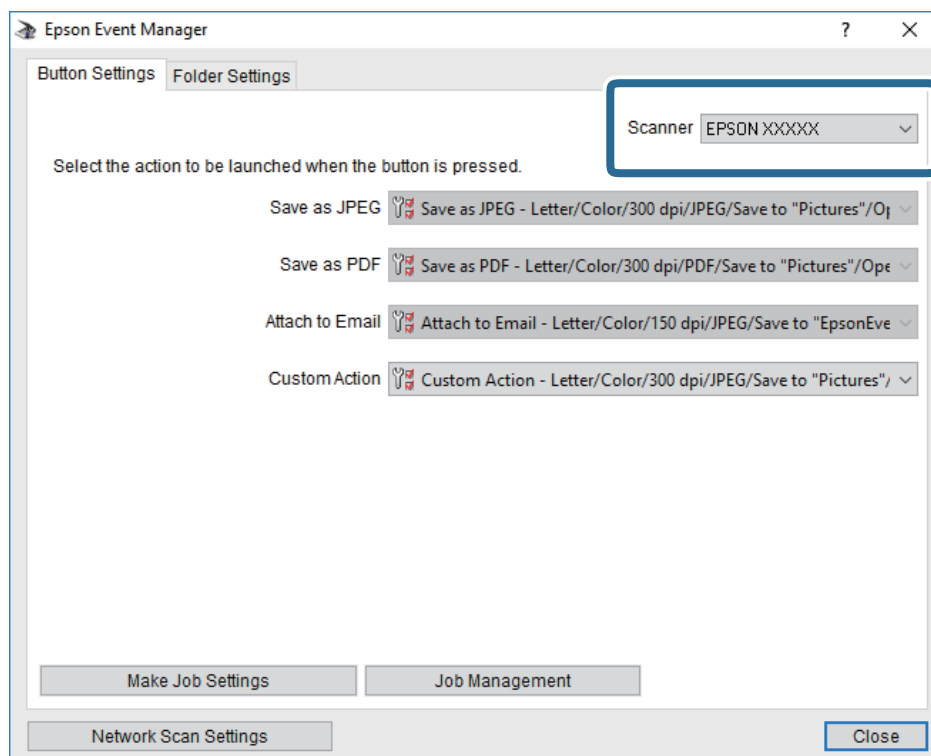 Epson Event Manager
Button Settings Folder Settings
Scanner EPSON XXXXX
Select the action to be launched when the button is pressed.
Save as JPEG Save as JPEG - Letter/Color/300 dpi/JPEG/Save to "Pictures"/Op
Save as PDF Save as PDF - Letter/Color/300 dpi/PDF/Save to "Pictures"/Ope
Attach to Email Attach to Email - Letter/Color/150 dpi/JPEG/Save to "EpsonEve
Custom Action Custom Action - Letter/Color/300 dpi/JPEG/Save to "Pictures"/
Make Job Settings Job Management
Network Scan Settings Close